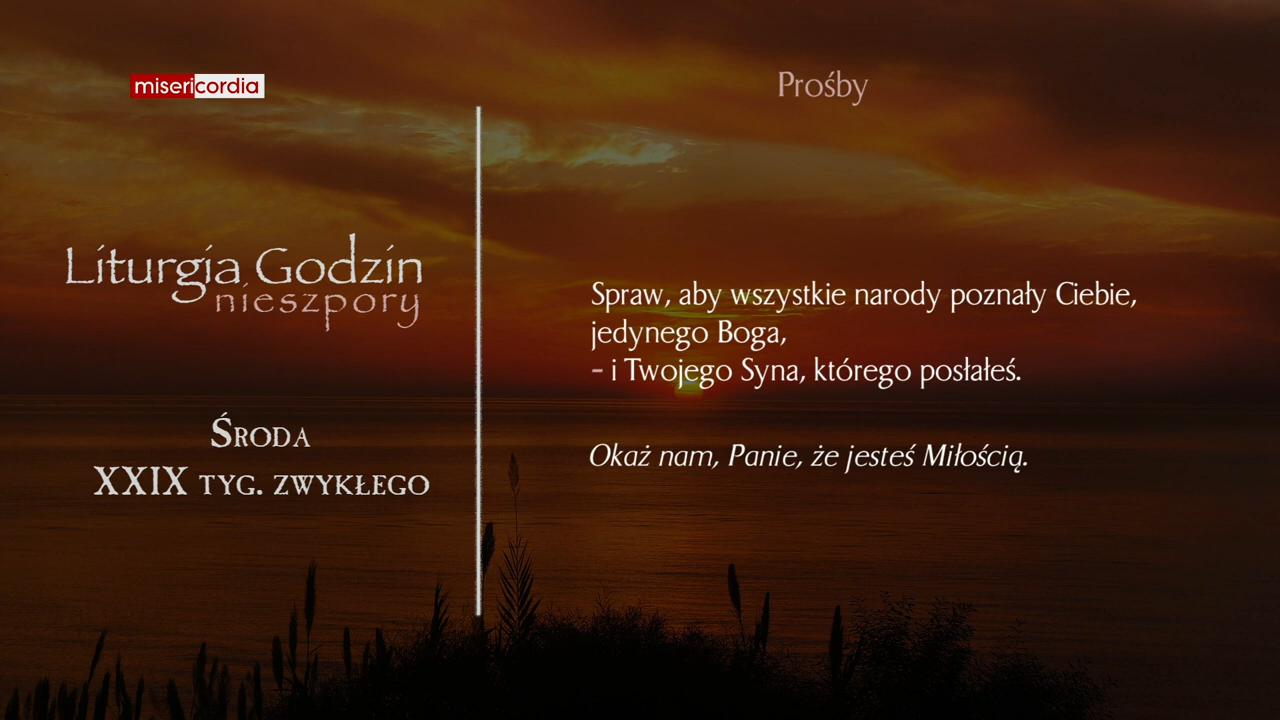 misericordia
Prośby
Liturgia Godzin
nieszpory
Środa
XXIX tyg. zwykłego
Spraw, aby wszystkie narody poznały Ciebie,
jedynego Boga,
- i Twojego Syna, którego posłałeś.
Okaż nam, Panie, że jesteś Miłością.